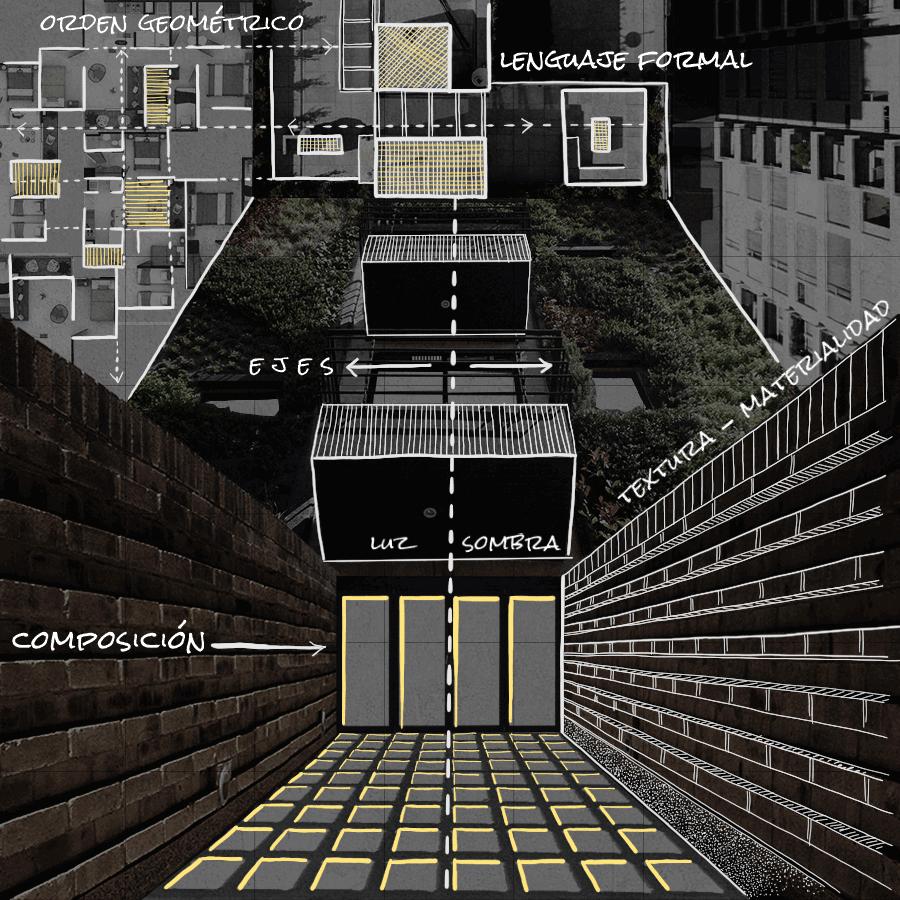 ORDEN GEOMÉTRICO
LENGUAJE FORMAL
EJES
TEXTURA - MATERIALIDAD
LUZ SOMBRA
COMPOSICIÓN